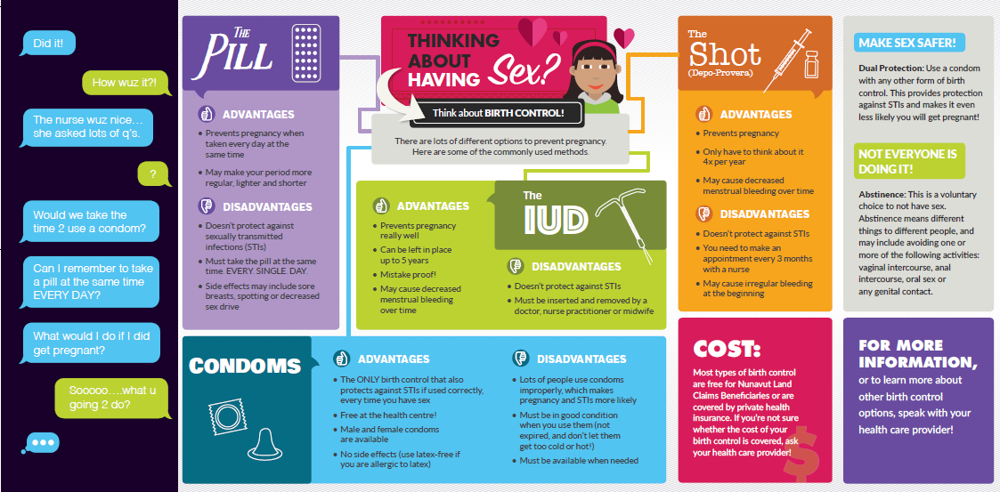 Did it!
How wuz it?!
The nurse wuz nice...
she asked lots of q's.
?
Would we take the
time 2 use a condom?
Can I remember to take
a pill at the same time
EVERY DAY?
What would I do if I did
get pregnant?
Sooooo....what u
going 2 do?
THE
PILL
ADVANTAGES
• Prevents pregnancy when
taken every day at the
same time
• May make your period more
regular, lighter and shorter
DISADVANTAGES
• Doesn't protect against
sexually transmitted
infections (STIs)
• Must take the pill at the same
time. EVERY. SINGLE. DAY.
• Side effects may include sore
breasts, spotting or decreased
sex drive
THINKING
ABOUT
HAVING Sex?
Think about BIRTH CONTROL!
There are lots of different options to prevent pregnancy.
Here are some of the commonly used methods.
The
IUD
ADVANTAGES
• Prevents pregnancy
really well
• Can be left in place
up to 5 years
• Mistake proof!
• May cause decreased
menstrual bleeding
over time
DISADVANTAGES
• Doesn't protect against STIs
• Must be inserted and removed by a
doctor, nurse practitioner or midwife
The
Shot
(Depo-Provera)
ADVANTAGES
• Prevents pregnancy
• Only have to think about it
4x per year
• May cause decreased
menstrual bleeding over time
DISADVANTAGES
• Doesn't protect against STIs
• You need to make an
appointment every 3 months
with a nurse
• May cause irregular bleeding
at the beginning
MAKE SEX SAFER!
Dual Protection: Use a condom
with any other form of birth
control. This provides protection
against STIs and makes it even
less likely you will get pregnant!
NOT EVERYONE IS
DOING IT!
Abstinence: This is a voluntary
choice to not have sex.
Abstinence means different
things to different people, and
may include avoiding one or
more of the following activities:
vaginal intercourse, anal
intercourse, oral sex or
any genital contact.
CONDOMS
ADVANTAGES
• The ONLY birth control that also
protects against STIs if used correctly,
every time you have sex
• Free at the health centre!
• Male and female condoms
are available
• No side effects (use latex-free if
you are allergic to latex)
DISADVANTAGES
• Lots of people use condoms
improperly, which makes
pregnancy and STIs more likely
• Must be in good condition
when you use them (not
expired, and don't let them
get too cold or hot!)
• Must be available when needed
COST:
Most types of birth control
are free for Nunavut Land
Claims Beneficiaries or are
covered by private health
insurance. If you're not sure
whether the cost of your
birth control is covered, ask
your health care provider!
$
FOR MORE
INFORMATION,
or to learn more about
other birth control
options, speak with your
health care provider!